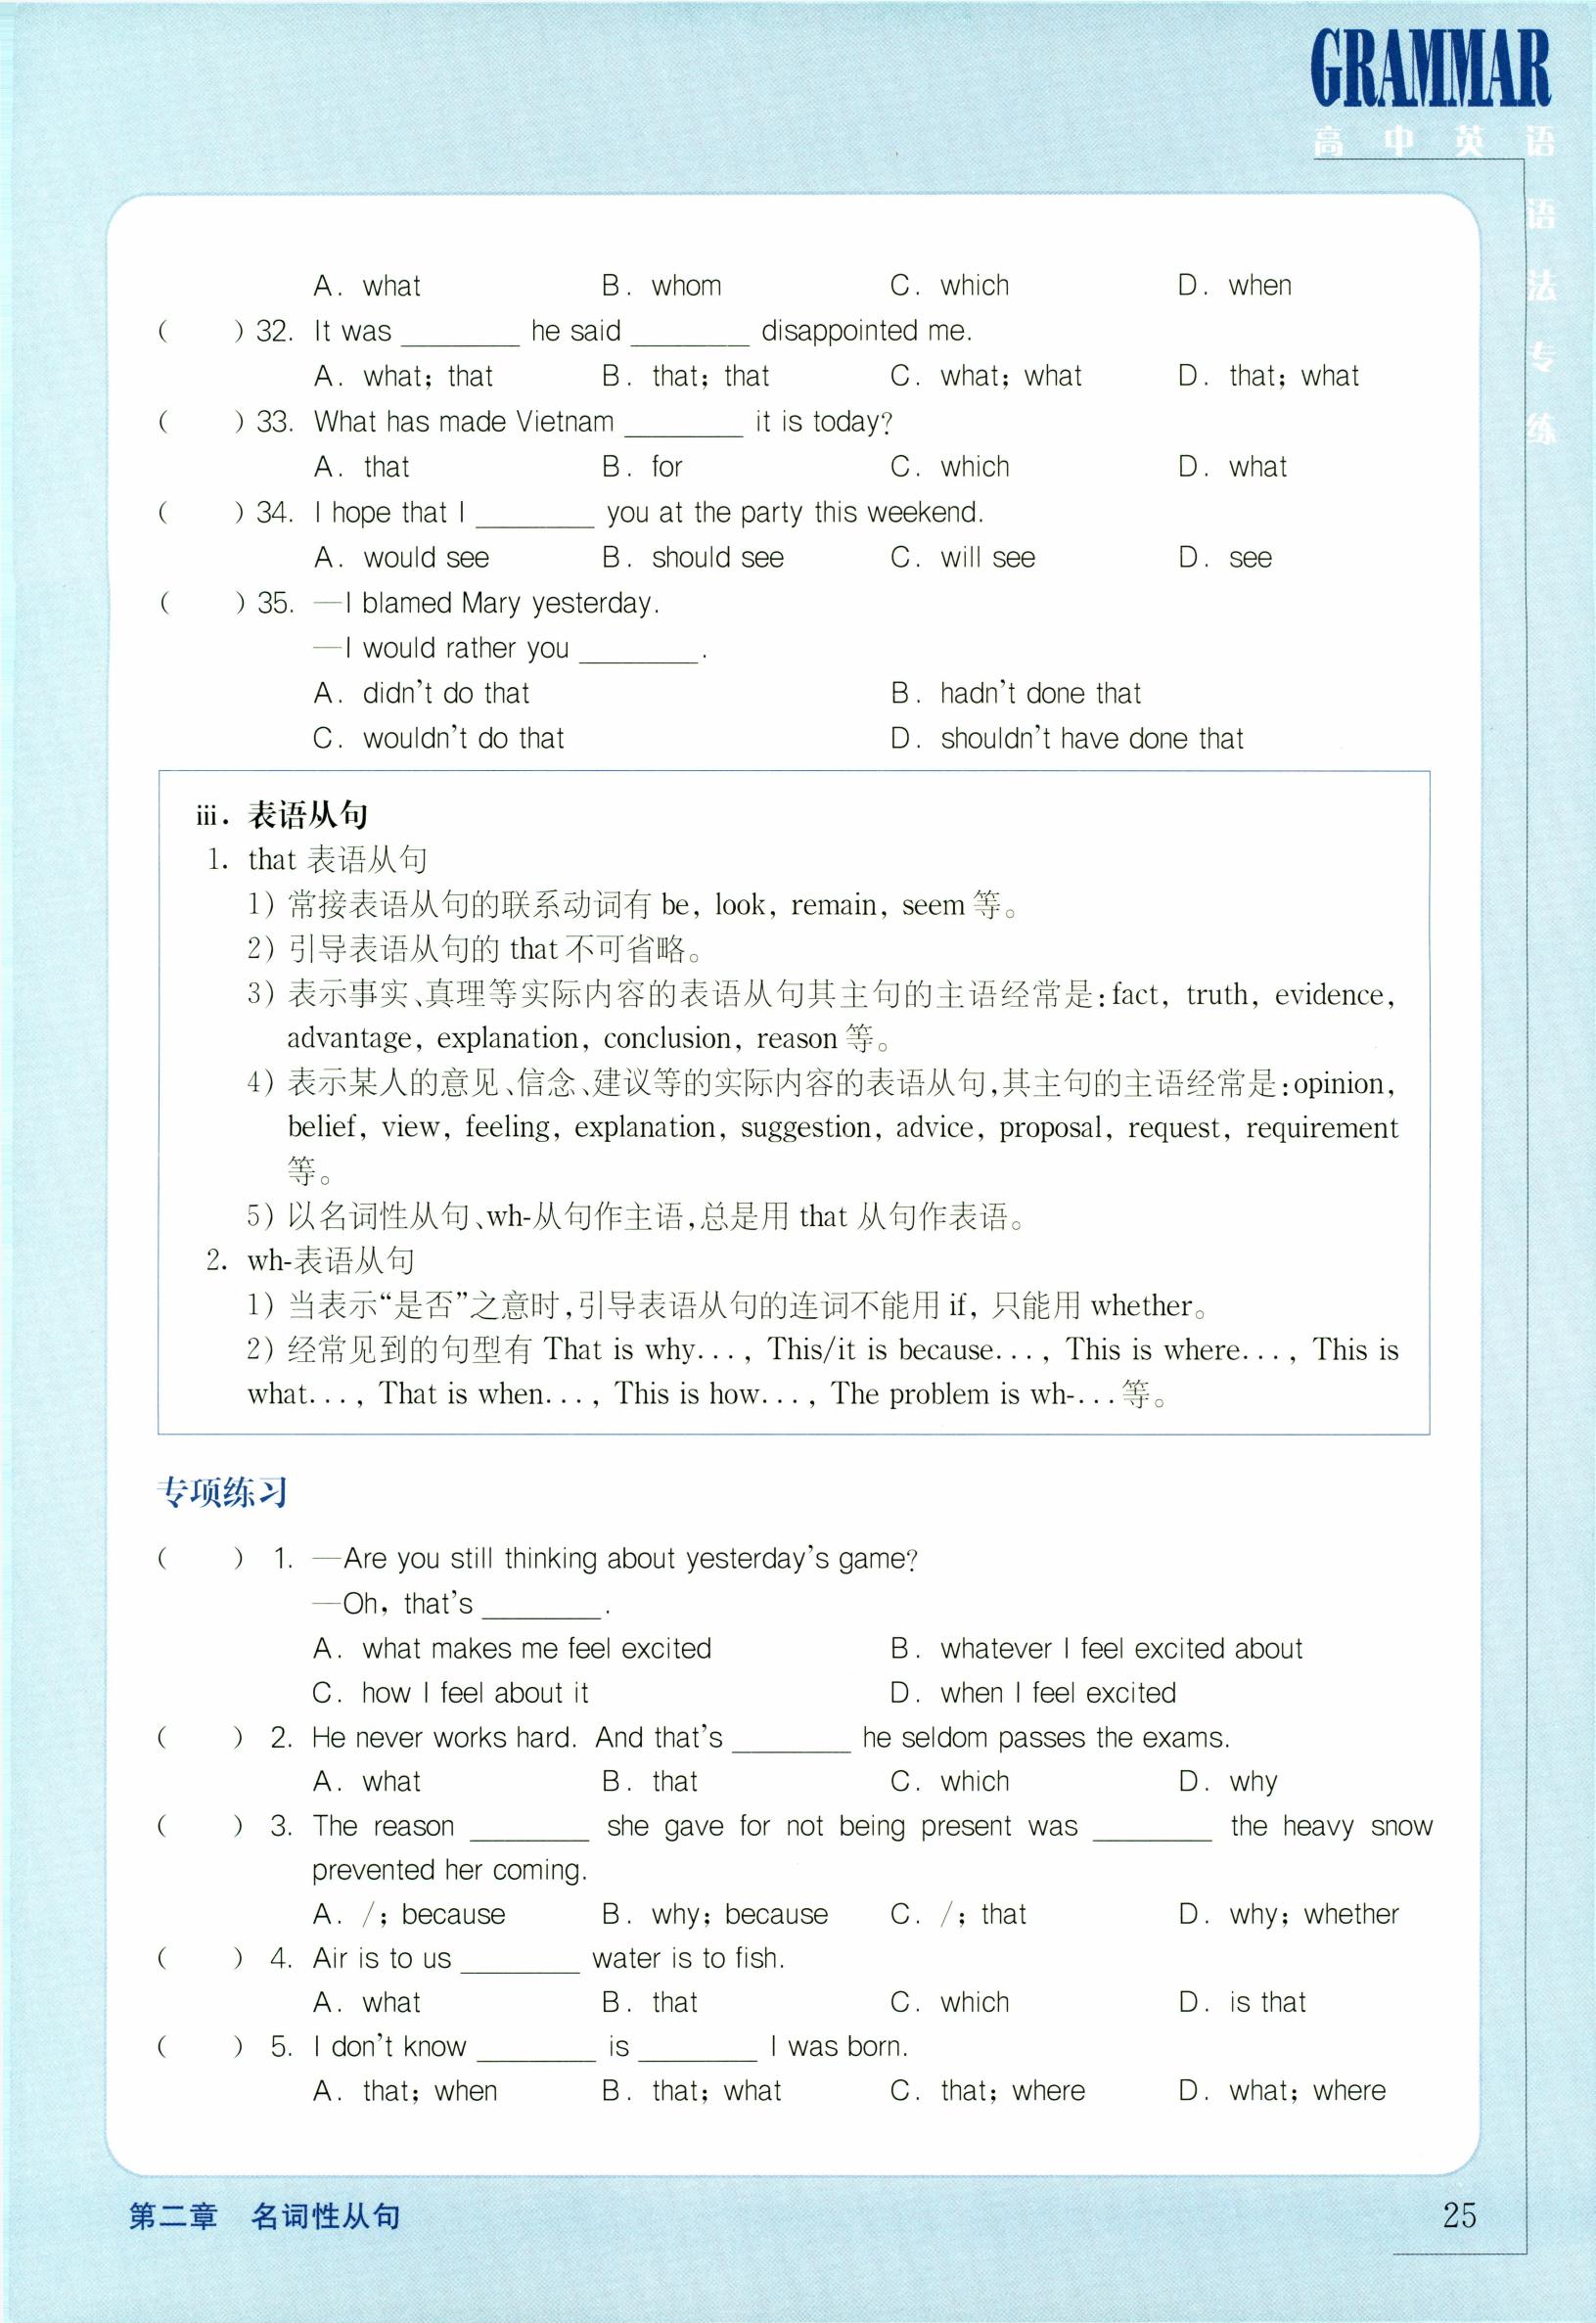 GRAMMAR
高中英语
语法专练
A. what B. whom C. which D. when
( ) 32. It was ________ he said ________ disappointed me.
A. what; that B. that; that C. what; what D. that; what
( ) 33. What has made Vietnam ________ it is today?
A. that B. for C. which D. what
( ) 34. I hope that I ________ you at the party this weekend.
A. would see B. should see C. will see D. see
( ) 35. —I blamed Mary yesterday.
—I would rather you ________.
A. didn't do that B. hadn't done that
C. wouldn't do that D. shouldn't have done that
iii. 表语从句
1. that 表语从句
1) 常接表语从句的联系动词有 be, look, remain, seem 等。
2) 引导表语从句的 that 不可省略。
3) 表示事实、真理等实际内容的表语从句其主句的主语经常是:fact, truth, evidence,
advantage, explanation, conclusion, reason 等。
4) 表示某人的意见、信念、建议等的实际内容的表语从句,其主句的主语经常是:opinion,
belief, view, feeling, explanation, suggestion, advice, proposal, request, requirement
等。
5) 以名词性从句、wh-从句作主语,总是用 that 从句作表语。
2. wh-表语从句
1) 当表示“是否”之意时,引导表语从句的连词不能用 if, 只能用 whether。
2) 经常见到的句型有 That is why..., This/it is because..., This is where..., This is
what..., That is when..., This is how..., The problem is wh-...等。
专项练习
( ) 1. —Are you still thinking about yesterday's game?
—Oh, that's ________.
A. what makes me feel excited B. whatever I feel excited about
C. how I feel about it D. when I feel excited
( ) 2. He never works hard. And that's ________ he seldom passes the exams.
A. what B. that C. which D. why
( ) 3. The reason ________ she gave for not being present was ________ the heavy snow
prevented her coming.
A. /; because B. why; because C. /; that D. why; whether
( ) 4. Air is to us ________ water is to fish.
A. what B. that C. which D. is that
( ) 5. I don't know ________ is ________ I was born.
A. that; when B. that; what C. that; where D. what; where
第二章 名词性从句
25